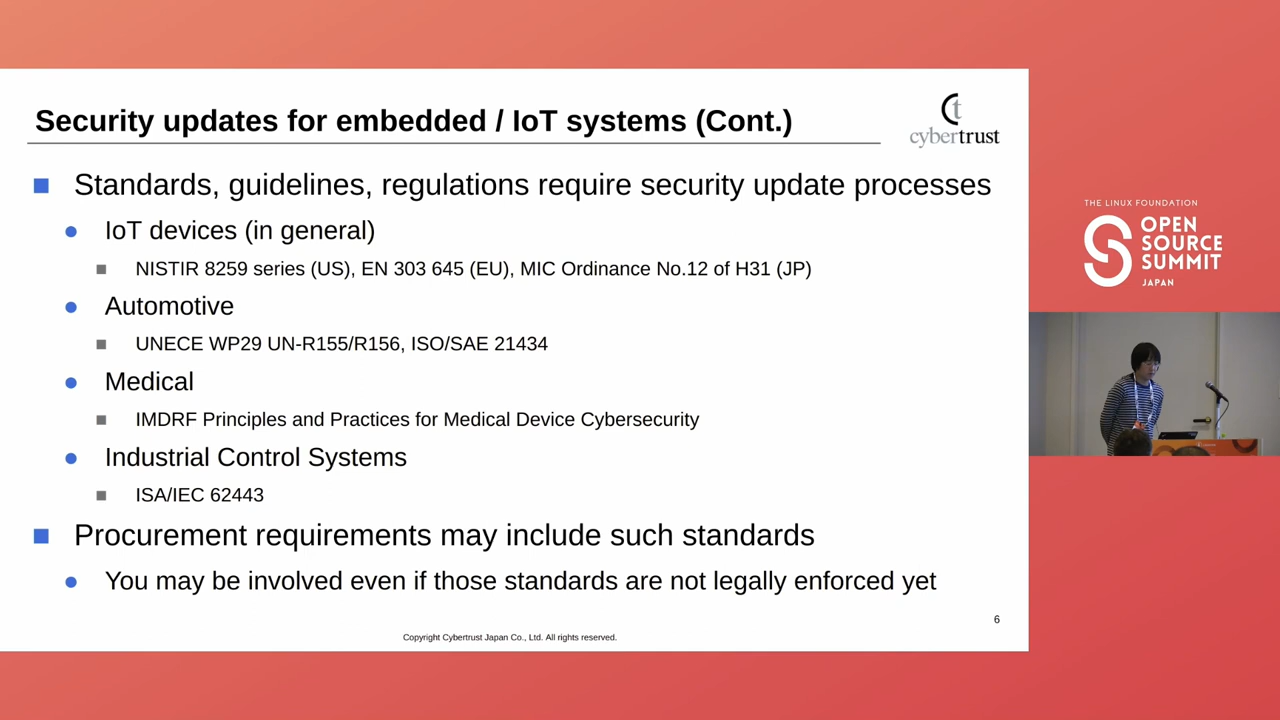 Security updates for embedded / IoT systems (Cont.)
cybertrust
Standards, guidelines, regulations require security update processes
IoT devices (in general)
NISTIR 8259 series (US), EN 303 645 (EU), MIC Ordinance No.12 of H31 (JP)
Automotive
UNECE WP29 UN-R155/R156, ISO/SAE 21434
Medical
IMDRF Principles and Practices for Medical Device Cybersecurity
Industrial Control Systems
ISA/IEC 62443
Procurement requirements may include such standards
You may be involved even if those standards are not legally enforced yet
6
Copyright Cybertrust Japan Co., Ltd. All rights reserved.
THE LINUX FOUNDATION
OPEN
SOURCE
SUMMIT
JAPAN